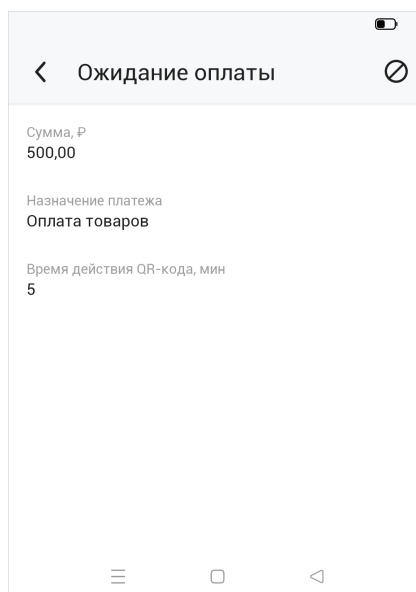 Ожидание оплаты
Сумма, ₽
500,00
Назначение платежа
Оплата товаров
Время действия QR-кода, мин
5